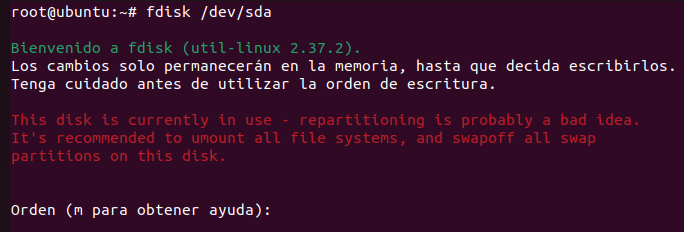 root@ubuntu:~# fdisk /dev/sda
Bienvenido a fdisk (util-linux 2.37.2).
Los cambios solo permanecerán en la memoria, hasta que decida escribirlos.
Tenga cuidado antes de utilizar la orden de escritura.
This disk is currently in use - repartitioning is probably a bad idea.
It's recommended to umount all file systems, and swapoff all swap
partitions on this disk.
Orden (m para obtener ayuda):